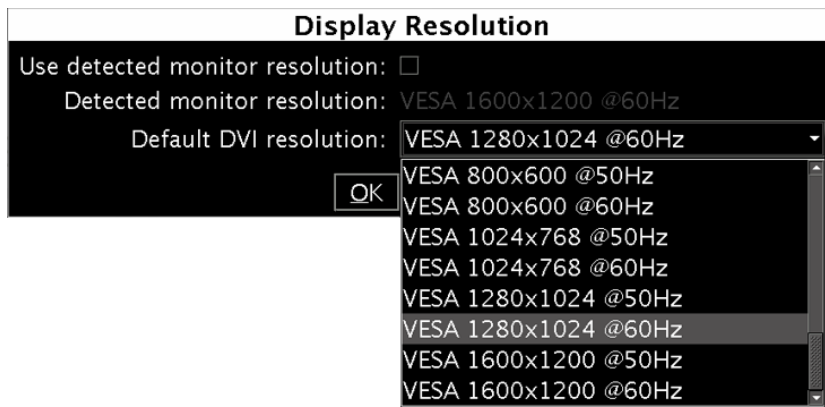 Display Resolution
Use detected monitor resolution:
Detected monitor resolution: VESA 1600x1200 @60Hz
Default DVI resolution: VESA 1280x1024 @60Hz
VESA 800x600 @50Hz
OK
VESA 800x600 @60Hz
VESA 1024x768 @50Hz
VESA 1024x768 @60Hz
VESA 1280x1024 @50Hz
VESA 1280x1024 @60Hz
VESA 1600x1200 @50Hz
VESA 1600x1200 @60Hz